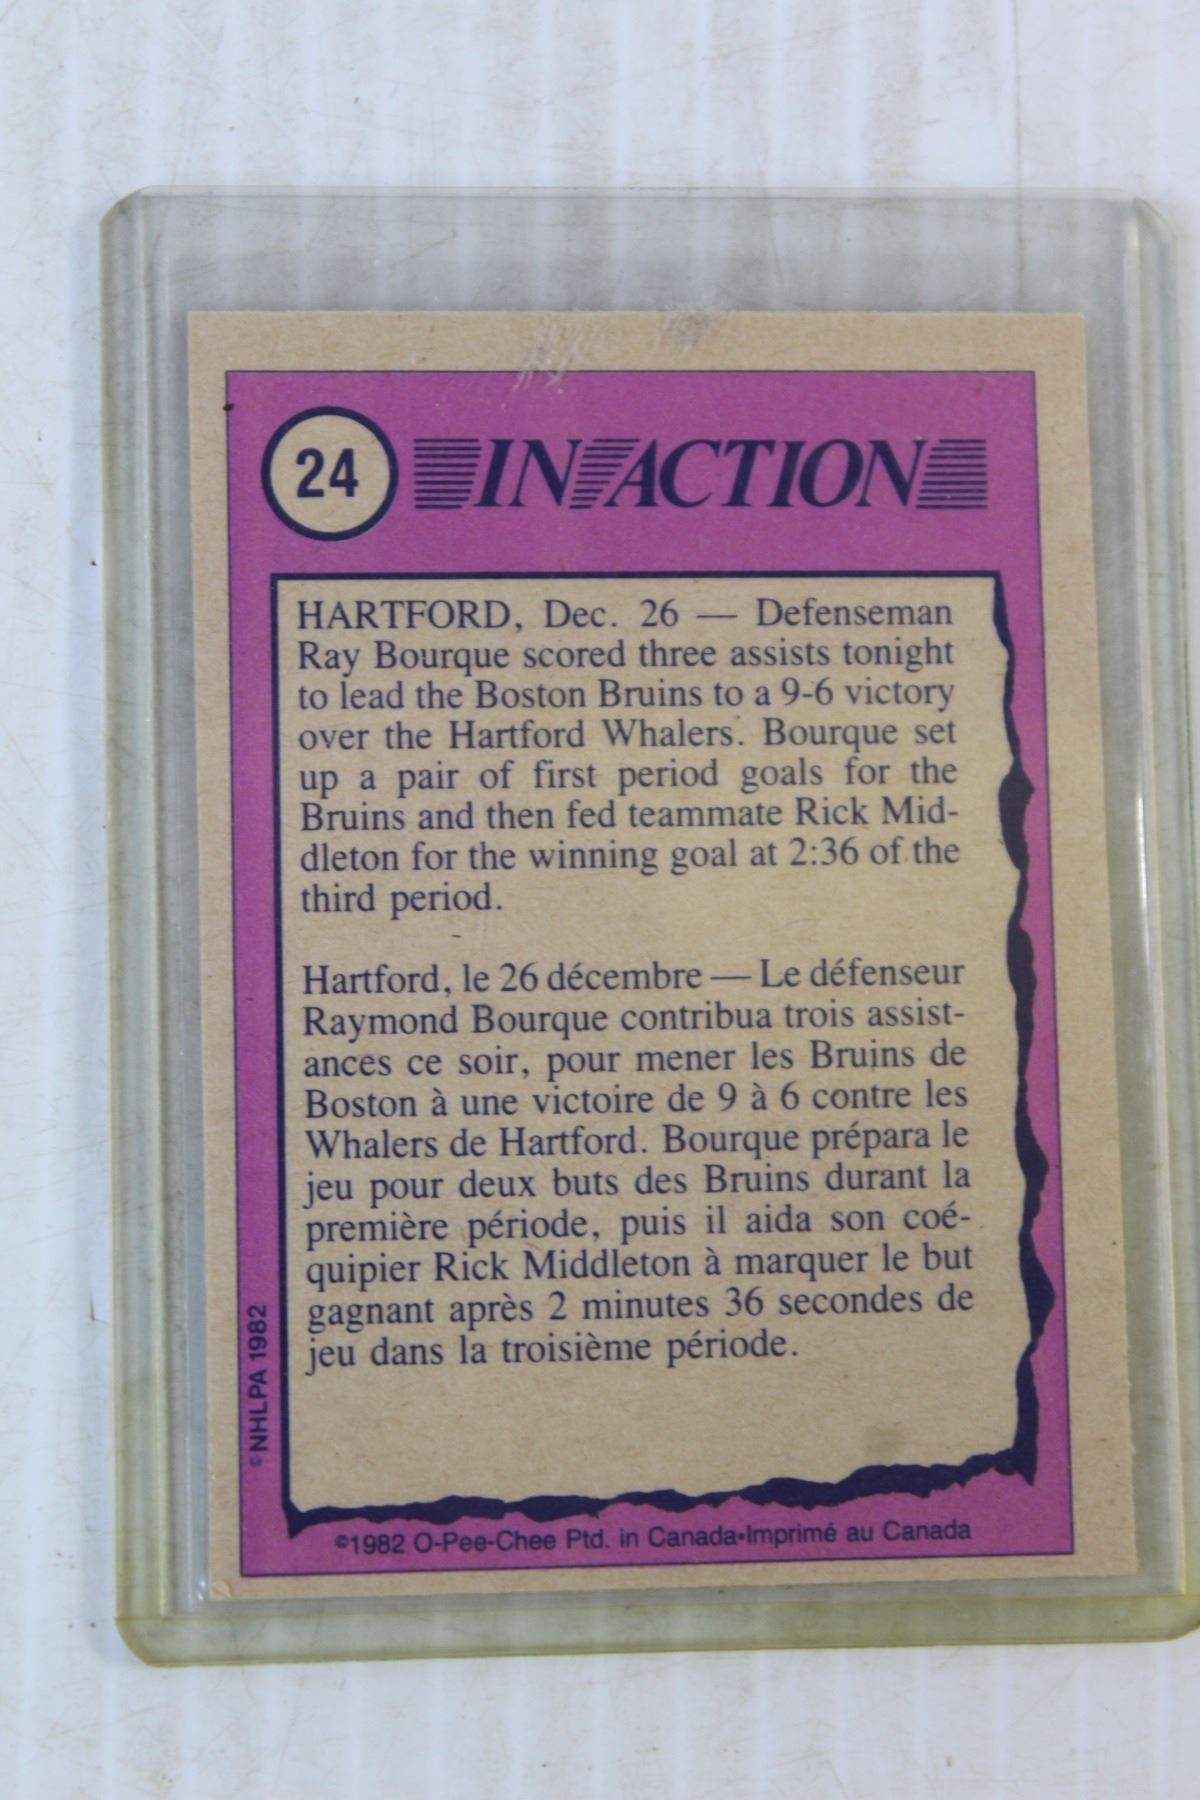 24 IN ACTION
HARTFORD, Dec. 26 — Defenseman
Ray Bourque scored three assists tonight
to lead the Boston Bruins to a 9-6 victory
over the Hartford Whalers. Bourque set
up a pair of first period goals for the
Bruins and then fed teammate Rick Mid-
dleton for the winning goal at 2:36 of the
third period.
Hartford, le 26 décembre — Le défenseur
Raymond Bourque contribua trois assist-
ances ce soir, pour mener les Bruins de
Boston à une victoire de 9 à 6 contre les
Whalers de Hartford. Bourque prépara le
jeu pour deux buts des Bruins durant la
première période, puis il aida son coé-
quipier Rick Middleton à marquer le but
gagnant après 2 minutes 36 secondes de
jeu dans la troisième période.
©NHLPA 1982
©1982 O-Pee-Chee Ptd. in Canada•Imprimé au Canada